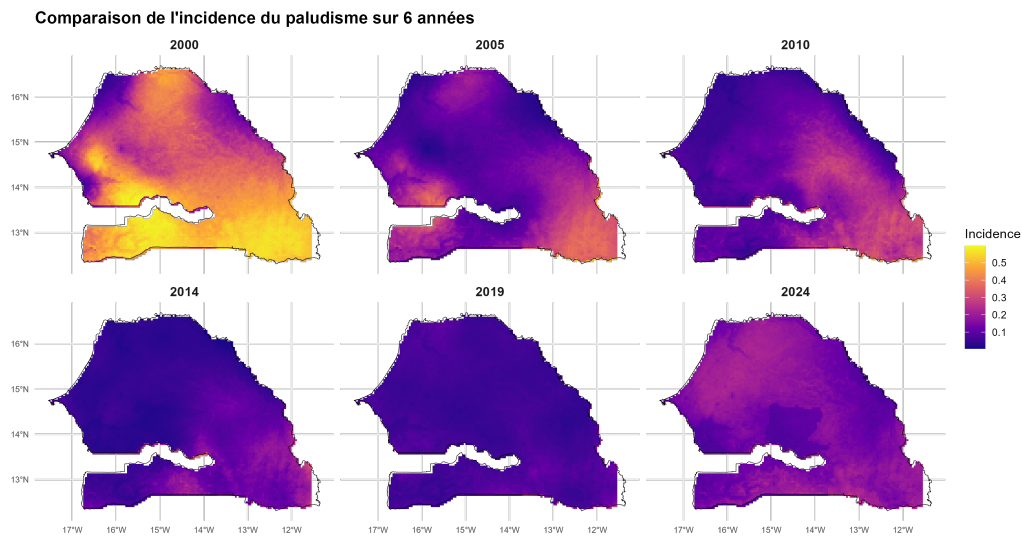 Comparaison de l'incidence du paludisme sur 6 années
2000
2005
2010
16°N
15°N
14°N
13°N
Incidence
0.5
0.4
0.3
0.2
0.1
2014
2019
2024
16°N
15°N
14°N
13°N
17°W 16°W 15°W 14°W 13°W 12°W
17°W 16°W 15°W 14°W 13°W 12°W
17°W 16°W 15°W 14°W 13°W 12°W